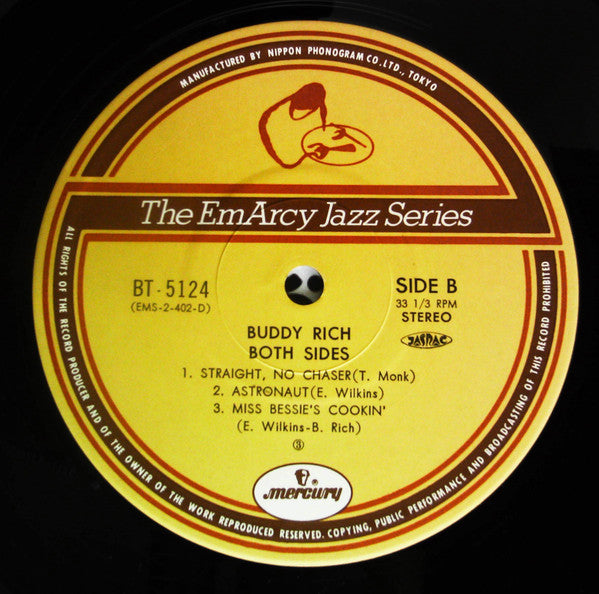 MANUFACTURED BY NIPPON PHONOGRAM CO. LTD., TOKYO
The EmArcy Jazz Series
BT-5124
(EMS-2-402-D)
SIDE B
33 1/3 RPM
STEREO
JASRAC
BUDDY RICH
BOTH SIDES
1. STRAIGHT, NO CHASER(T. Monk)
2. ASTRONAUT(E. Wilkins)
3. MISS BESSIE'S COOKIN'
(E. Wilkins-B. Rich)
③
mercury
ALL RIGHTS OF THE RECORD PRODUCER AND OF THE OWNER OF THE WORK REPRODUCED RESERVED. COPYING, PUBLIC PERFORMANCE AND BROADCASTING OF THIS RECORD PROHIBITED